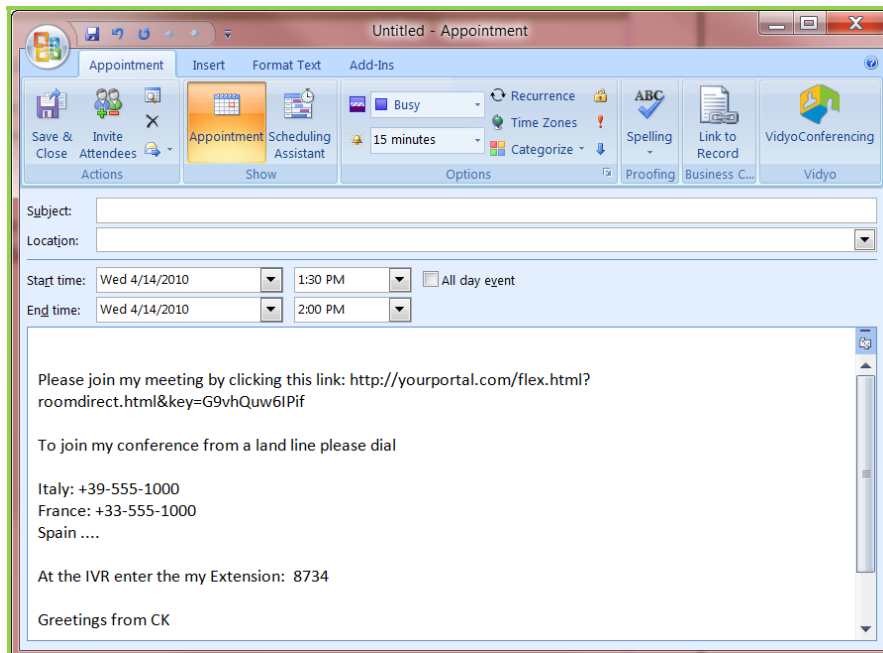 Untitled - Appointment
Appointment Insert Format Text Add-Ins
Save & Close
Invite Attendees
Actions
Appointment
Scheduling Assistant
Show
Busy
15 minutes
Recurrence
Time Zones
Categorize
Options
ABC
Spelling
Proofing
Link to Record
Business C...
VidyoConferencing
Vidyo
Subject:
Location:
Start time: Wed 4/14/2010 1:30 PM All day event
End time: Wed 4/14/2010 2:00 PM
Please join my meeting by clicking this link: http://yourportal.com/flex.html?
roomdirect.html&key=G9vhQuw6IPif
To join my conference from a land line please dial
Italy: +39-555-1000
France: +33-555-1000
Spain ....
At the IVR enter the my Extension: 8734
Greetings from CK